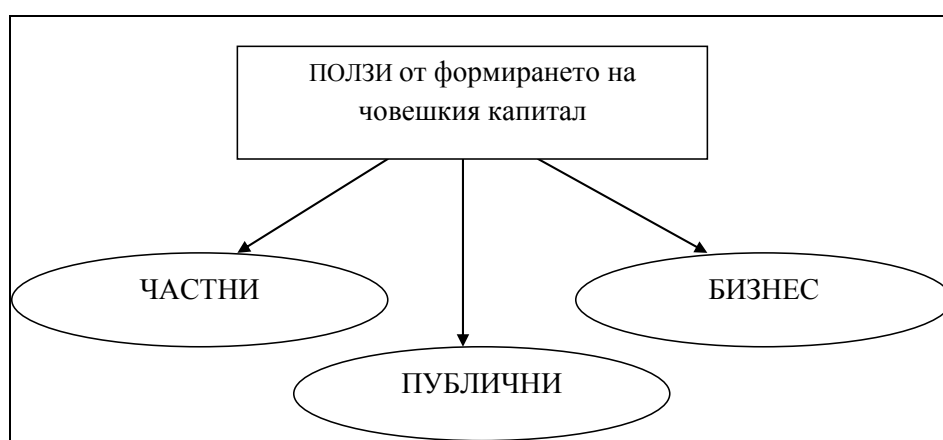 ПОЛЗИ от формирането на
човешкия капитал
ЧАСТНИ
БИЗНЕС
ПУБЛИЧНИ